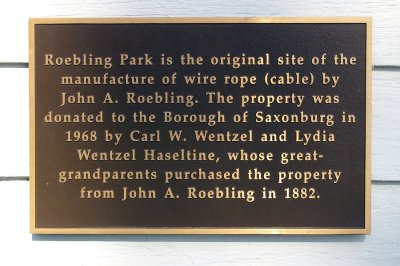 Roebling Park is the original site of the
manufacture of wire rope (cable) by
John A. Roebling. The property was
donated to the Borough of Saxonburg in
1968 by Carl W. Wentzel and Lydia
Wentzel Haseltine, whose great-
grandparents purchased the property
from John A. Roebling in 1882.